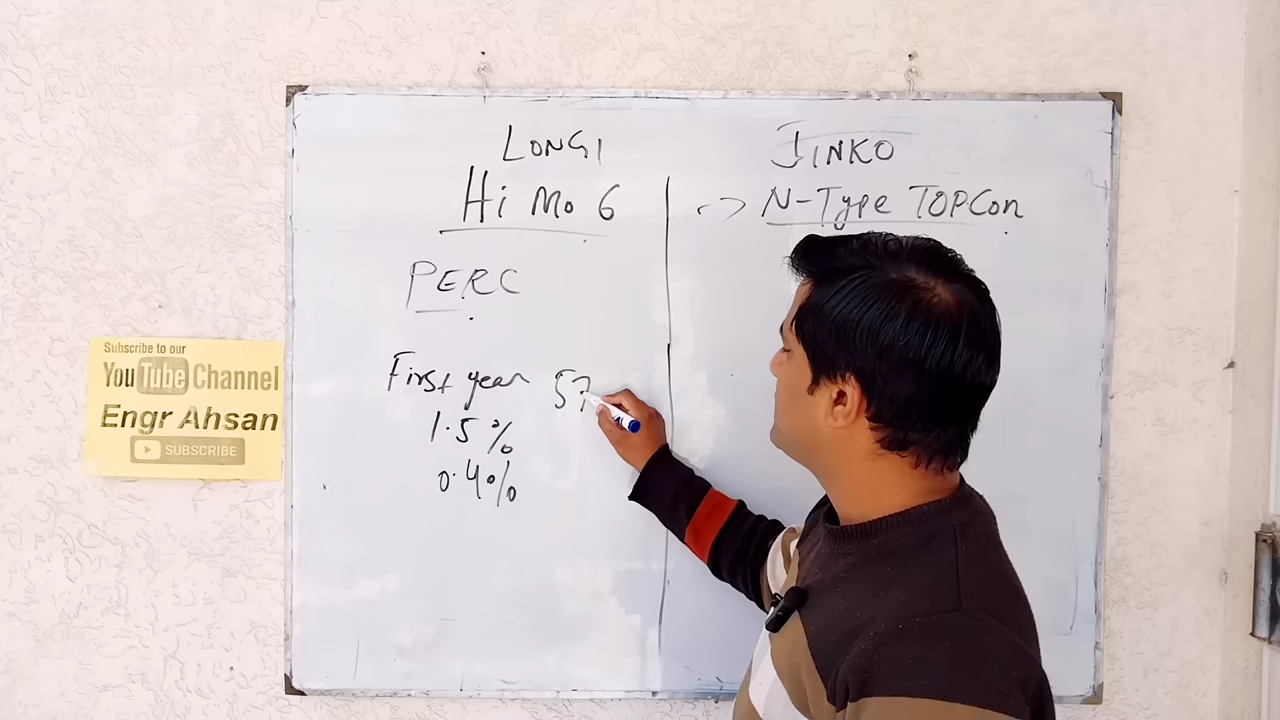 LONGI
Hi Mo 6
PERC
First year 57
1.5%
0.4%
JINKO
N-Type TOPCon
Subscribe to our
YouTube Channel
Engr Ahsan
SUBSCRIBE